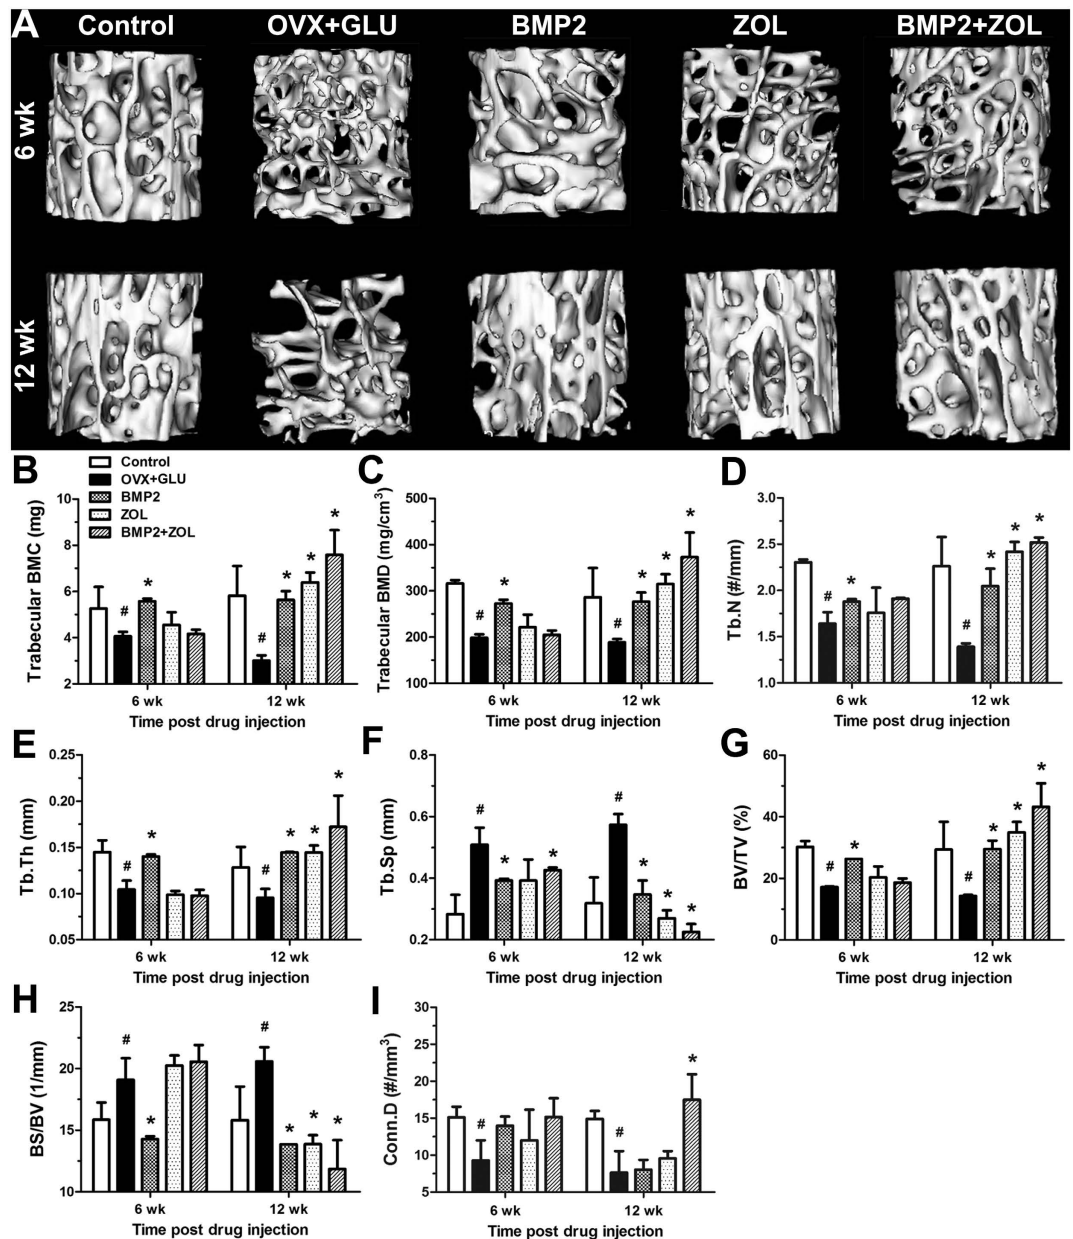 A
Control OVX+GLU BMP2 ZOL BMP2+ZOL
6 wk
12 wk
B
Control
OVX+GLU
BMP2
ZOL
BMP2+ZOL
Trabecular BMC (mg)
10
8
6
4
2
#
*
#
*
*
*
6 wk 12 wk
Time post drug injection
C
Trabecular BMD (mg/cm³)
500
400
300
200
100
#
*
#
*
*
*
6 wk 12 wk
Time post drug injection
D
Tb.N (#/mm)
3.0
2.5
2.0
1.5
1.0
#
*
#
*
*
*
6 wk 12 wk
Time post drug injection
E
Tb.Th (mm)
0.25
0.20
0.15
0.10
0.05
#
*
#
*
*
*
6 wk 12 wk
Time post drug injection
F
Tb.Sp (mm)
0.8
0.6
0.4
0.2
#
*
*
#
*
*
*
6 wk 12 wk
Time post drug injection
G
BV/TV (%)
60
40
20
0
#
*
#
*
*
*
6 wk 12 wk
Time post drug injection
H
BS/BV (1/mm)
25
20
15
10
#
*
#
*
*
*
6 wk 12 wk
Time post drug injection
I
Conn.D (#/mm³)
30
25
20
15
10
5
#
#
*
6 wk 12 wk
Time post drug injection